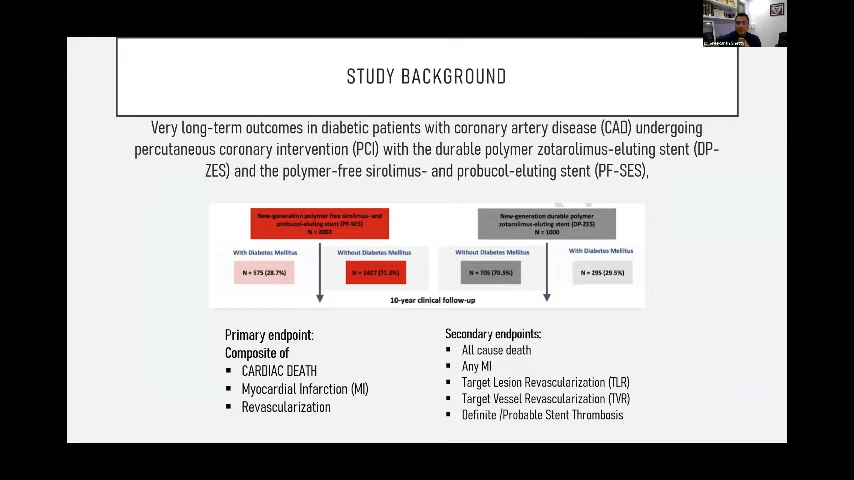 STUDY BACKGROUND
Very long-term outcomes in diabetic patients with coronary artery disease (CAD) undergoing
percutaneous coronary intervention (PCI) with the durable polymer zotarolimus-eluting stent (DP-
ZES) and the polymer-free sirolimus- and probucol-eluting stent (PF-SES),
New-generation polymer free sirolimus- and
probucol-eluting stent (PF-SES)
N = 2002
New-generation durable polymer
zotarolimus-eluting stent (DP-ZES)
N = 1000
With Diabetes Mellitus
Without Diabetes Mellitus
Without Diabetes Mellitus
With Diabetes Mellitus
N = 575 (28.7%)
N = 1427 (71.3%)
N = 705 (70.5%)
N = 295 (29.5%)
10-year clinical follow-up
Primary endpoint:
Composite of
▪ CARDIAC DEATH
▪ Myocardial Infarction (MI)
▪ Revascularization
Secondary endpoints:
▪ All cause death
▪ Any MI
▪ Target Lesion Revascularization (TLR)
▪ Target Vessel Revascularization (TVR)
▪ Definite /Probable Stent Thrombosis